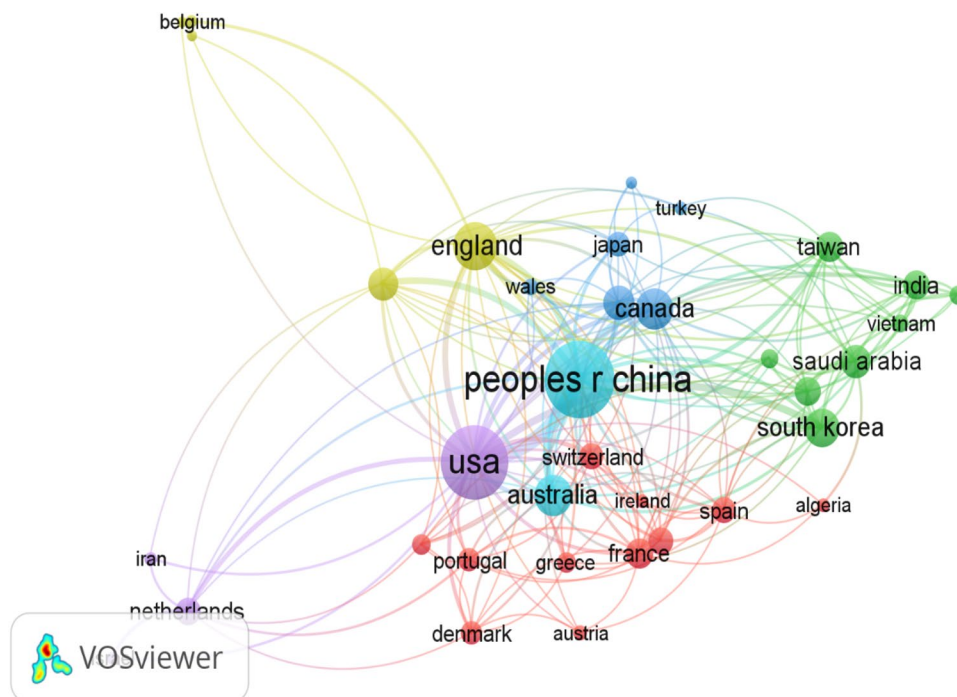 belgium
turkey
england
japan
taiwan
wales
india
canada
vietnam
saudi arabia
peoples r china
south korea
usa
switzerland
australia
ireland
spain
algeria
iran
portugal
greece
france
netherlands
denmark
austria
israel
VOSviewer